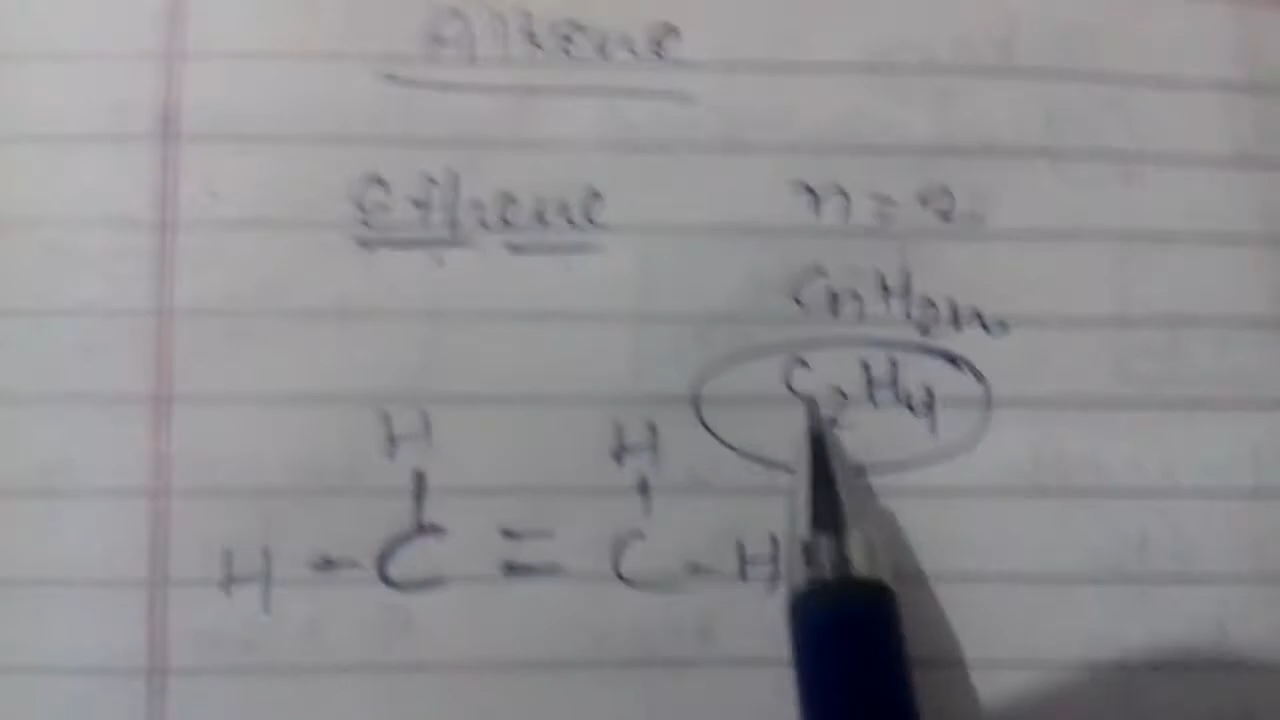 Alkene
Ethene n = 2
CnH2n
C2H4
H H
H - C = C - H